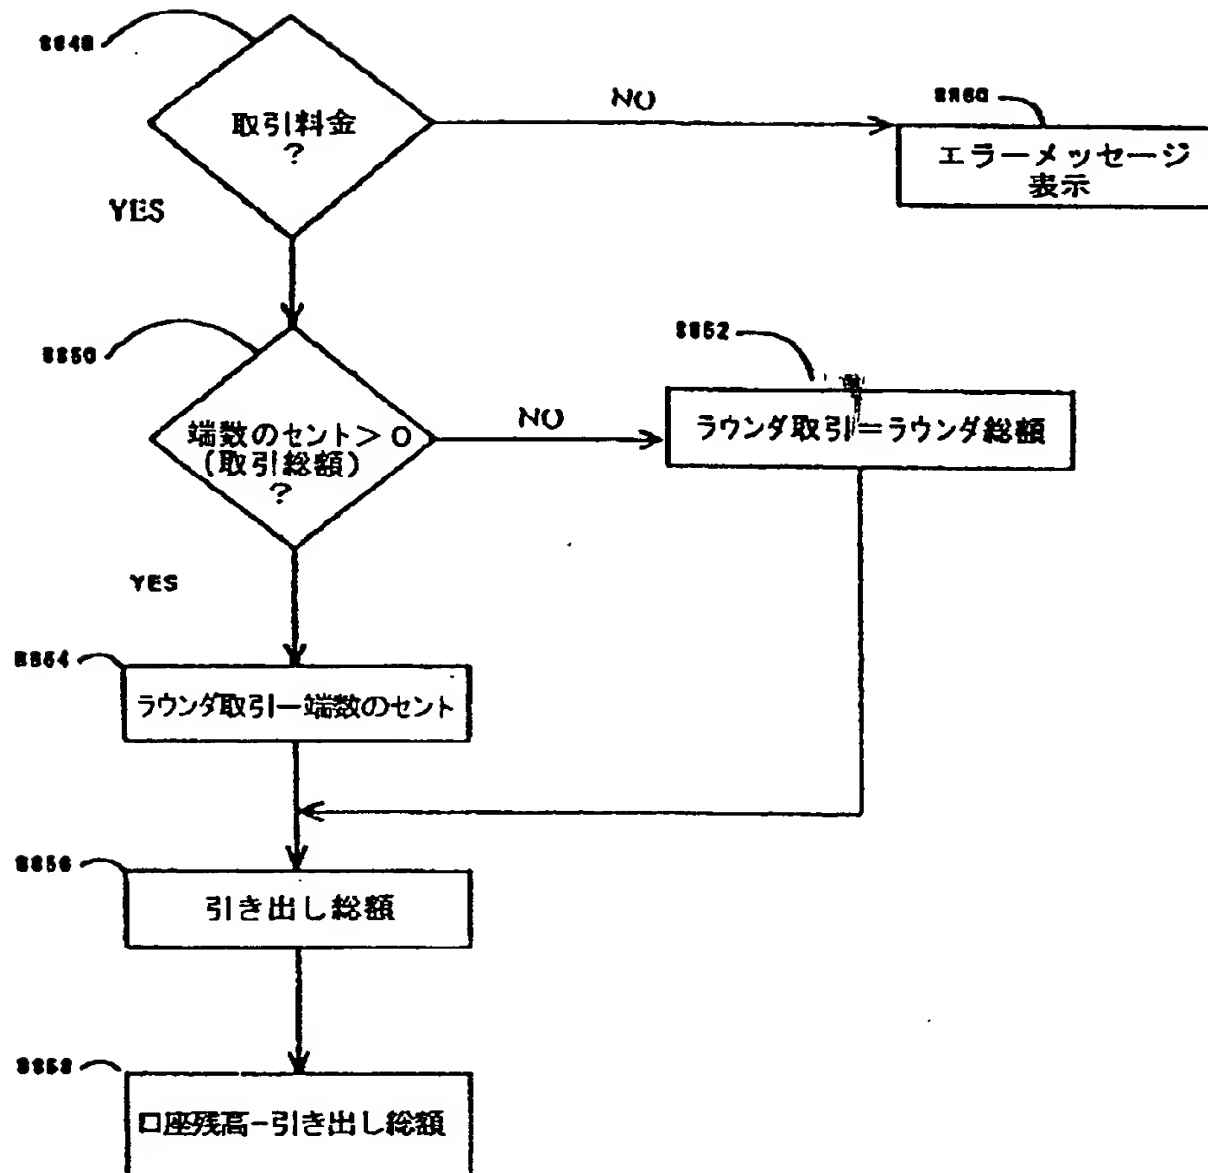 取引料金
?
NO
エラーメッセージ
表示
YES
端数のセント>0
(取引総額)
?
NO
ラウンダ取引=ラウンダ総額
YES
ラウンダ取引ー端数のセント
引き出し総額
口座残高-引き出し総額